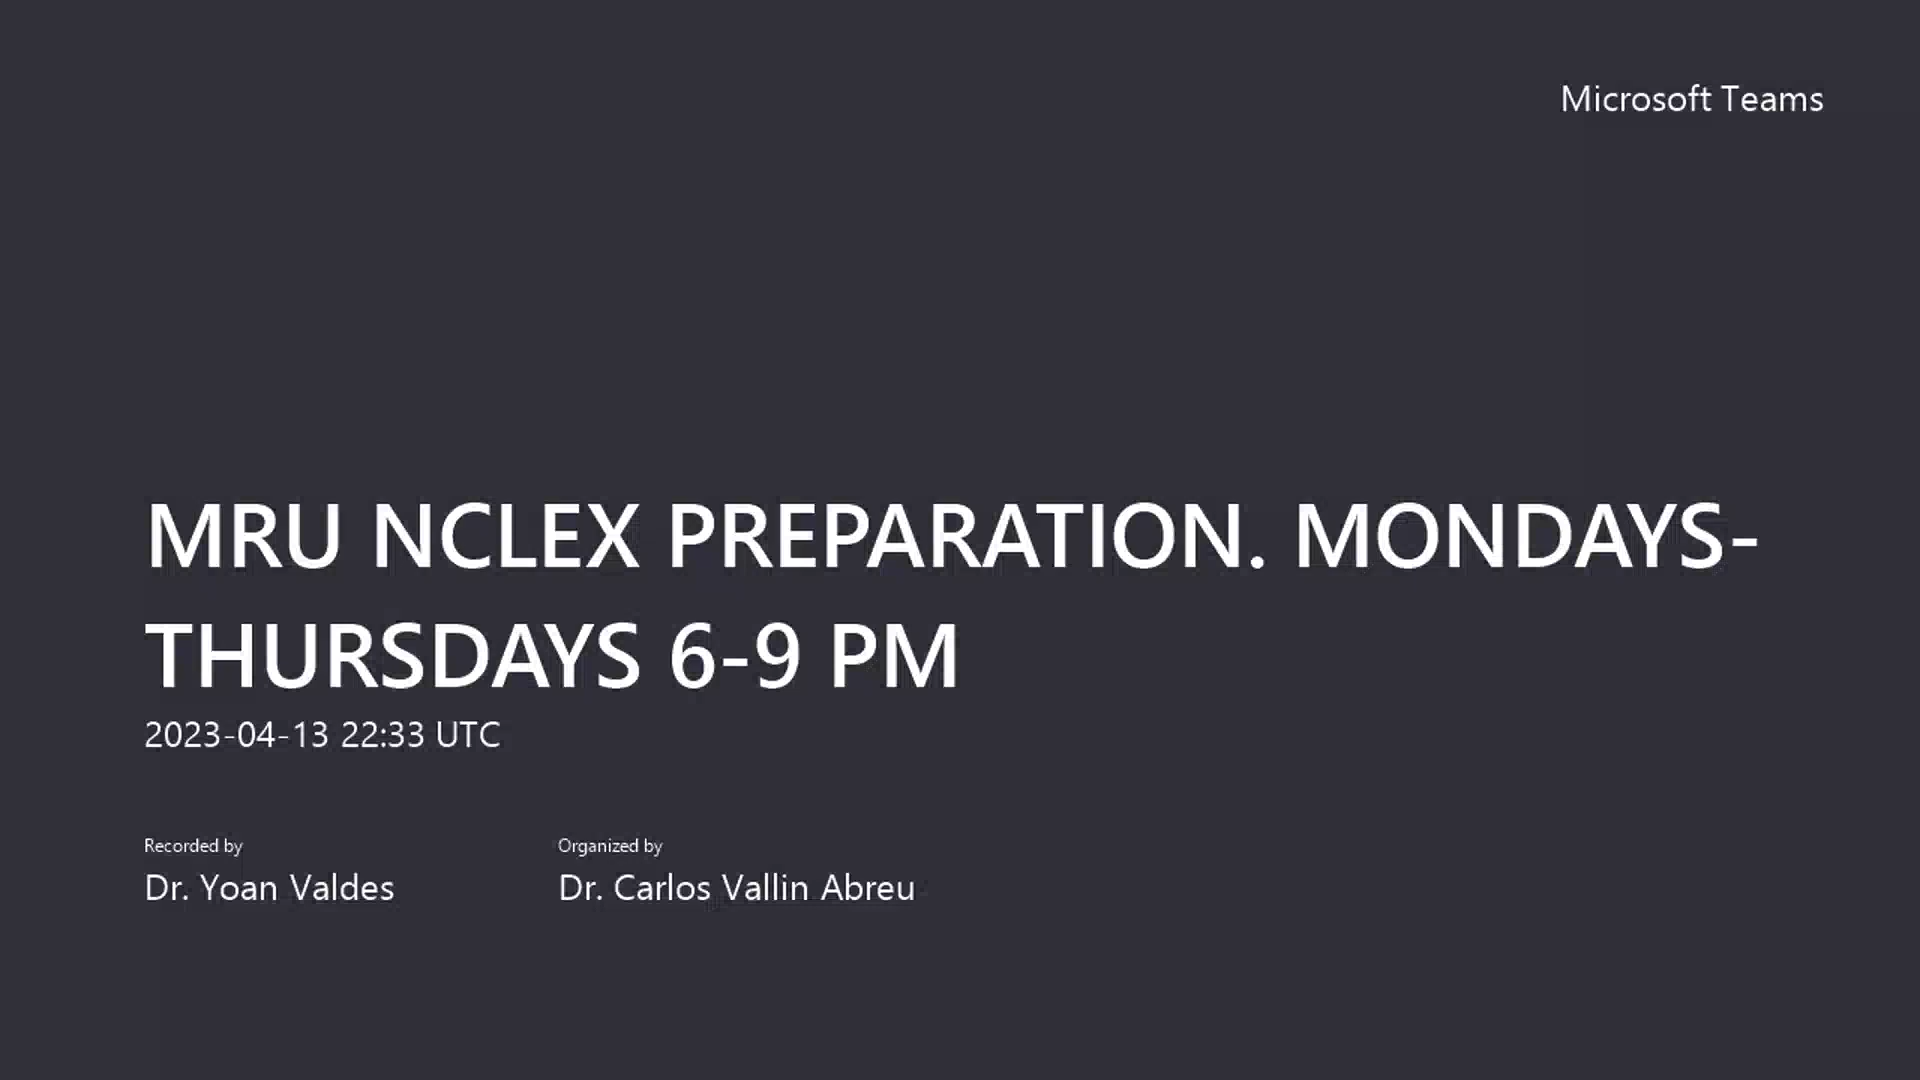 Microsoft Teams
MRU NCLEX PREPARATION. MONDAYS-
THURSDAYS 6-9 PM
2023-04-13 22:33 UTC
Recorded by
Organized by
Dr. Yoan Valdes
Dr. Carlos Vallin Abreu